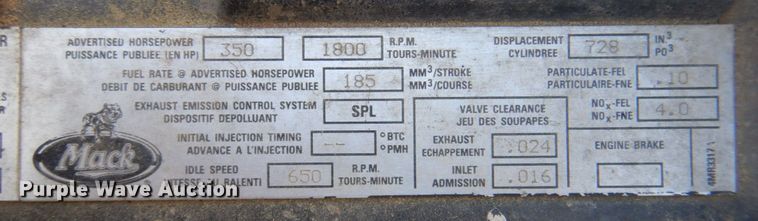 ADVERTISED HORSEPOWER
PUISSANCE PUBLIEE (EN HP) 350 1800 R.P.M. TOURS-MINUTE
DISPLACEMENT
CYLINDREE 728 IN³ PO³
FUEL RATE @ ADVERTISED HORSEPOWER
DEBIT DE CARBURANT @ PUISSANCE PUBLIEE 185 MM³/STROKE MM³/COURSE
PARTICULATE-FEL
PARTICULAIRE-FNE .10
EXHAUST EMISSION CONTROL SYSTEM
DISPOSITIF DEPOLLUANT SPL
VALVE CLEARANCE
JEU DES SOUPAPES
NOx-FEL
NOx-FNE 4.0
INITIAL INJECTION TIMING
AVANCE A L'INJECTION -- °BTC °PMH
EXHAUST
ECHAPPEMENT .024
ENGINE BRAKE
IDLE SPEED
VITESSE DU RALENTI 650 R.P.M. TOURS-MINUTE
INLET
ADMISSION .016
Mack
4MR3317
Purple Wave Auction